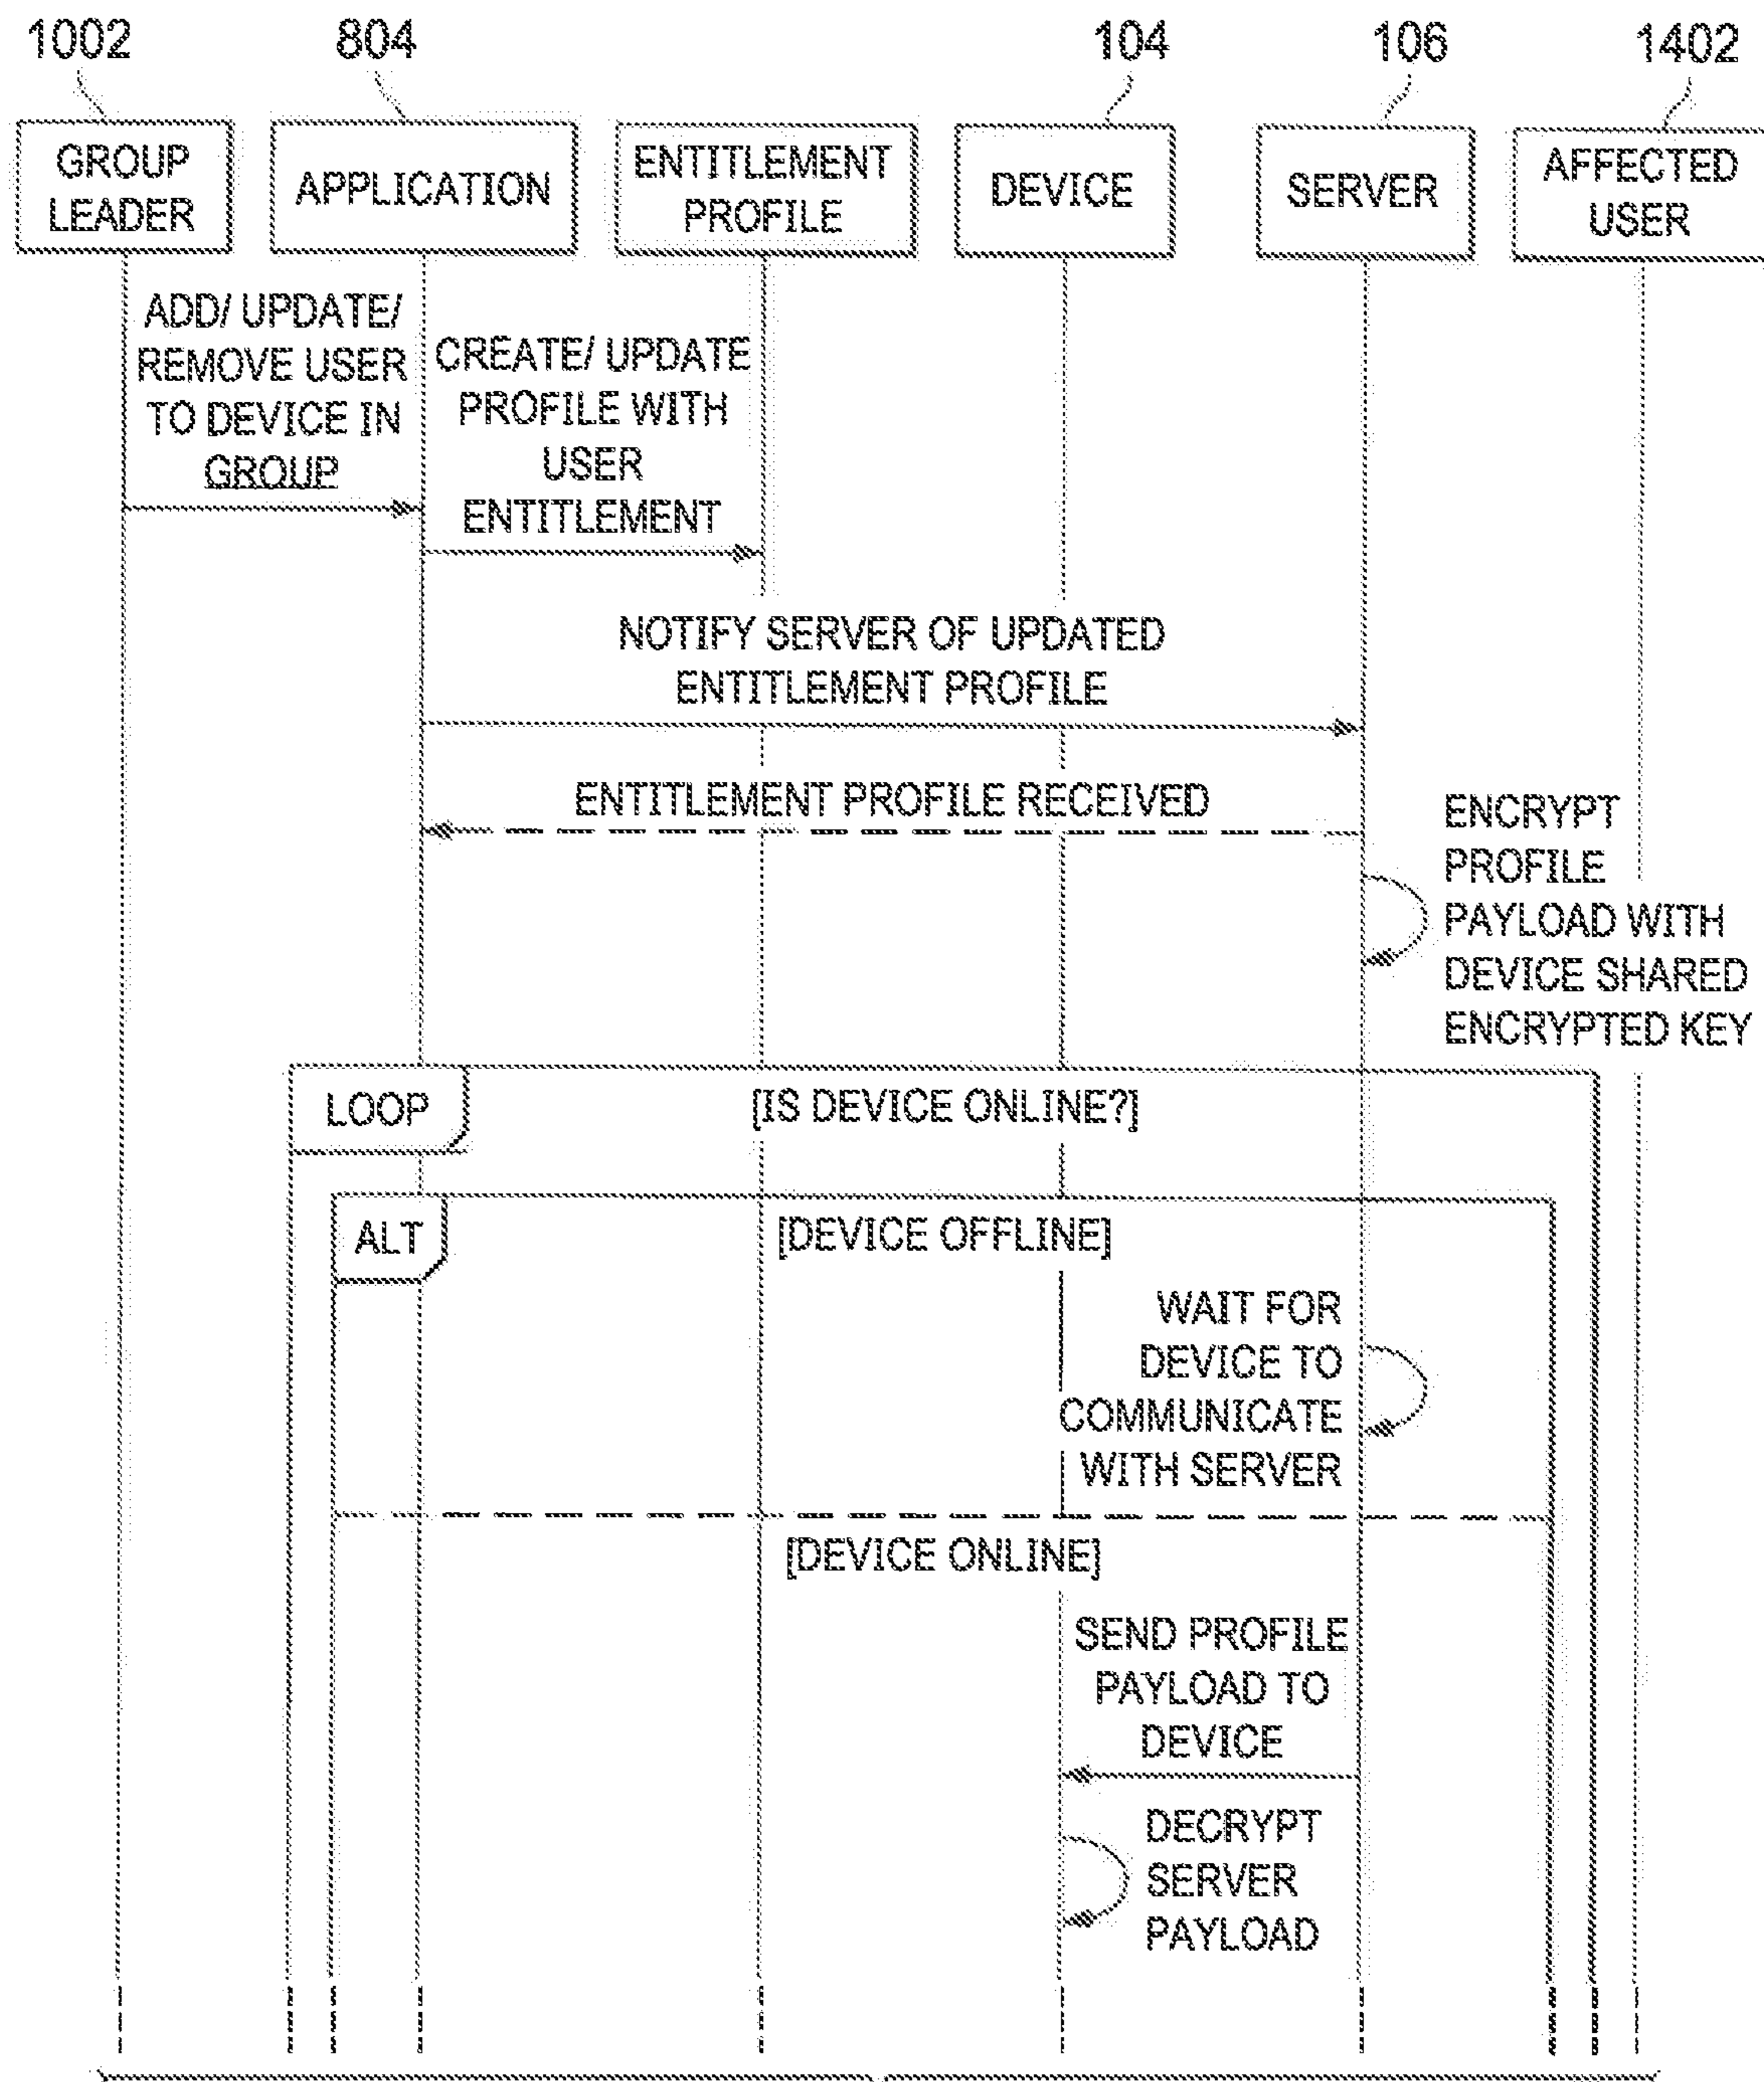 1002
804
104
106
1402
GROUP
LEADER
APPLICATION
ENTITLEMENT
PROFILE
DEVICE
SERVER
AFFECTED
USER
ADD/ UPDATE/
REMOVE USER
TO DEVICE IN
GROUP
CREATE/ UPDATE
PROFILE WITH
USER
ENTITLEMENT
NOTIFY SERVER OF UPDATED
ENTITLEMENT PROFILE
ENTITLEMENT PROFILE RECEIVED
ENCRYPT
PROFILE
PAYLOAD WITH
DEVICE SHARED
ENCRYPTED KEY
LOOP
[IS DEVICE ONLINE?]
ALT
[DEVICE OFFLINE]
WAIT FOR
DEVICE TO
COMMUNICATE
WITH SERVER
[DEVICE ONLINE]
SEND PROFILE
PAYLOAD TO
DEVICE
DECRYPT
SERVER
PAYLOAD